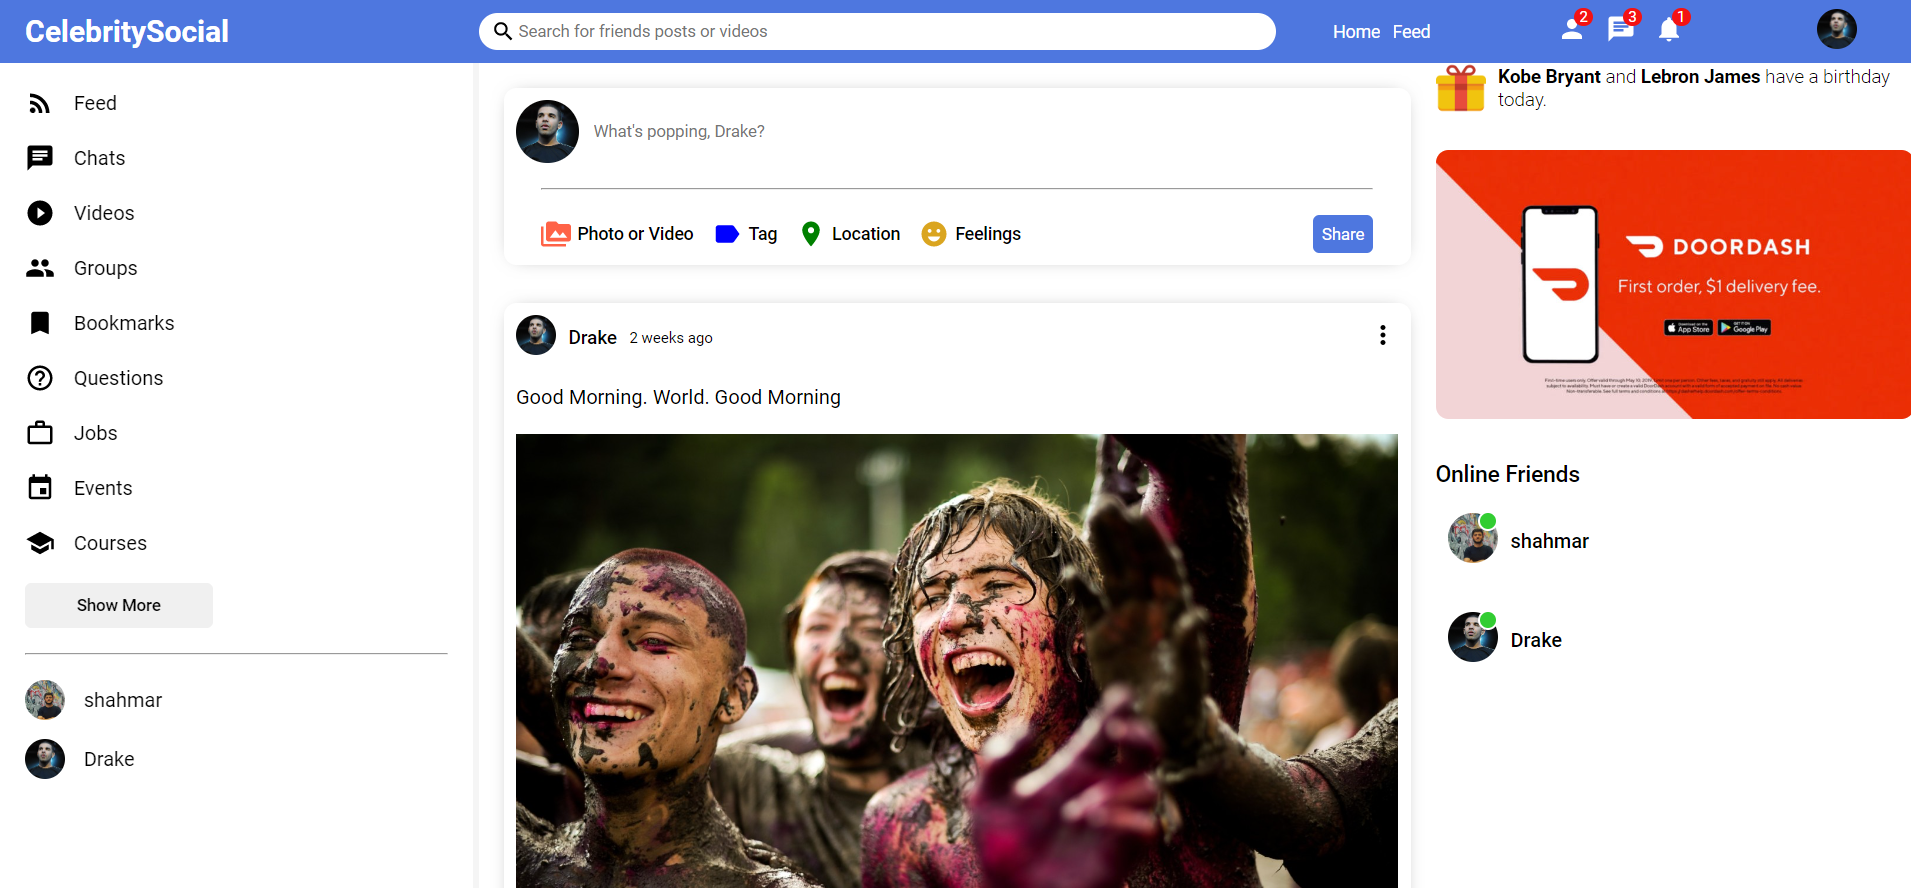 CelebritySocial
Search for friends posts or videos
Home Feed
2
3
1
Feed
Chats
Videos
Groups
Bookmarks
Questions
Jobs
Events
Courses
Show More
shahmar
Drake
What's popping, Drake?
Photo or Video Tag Location Feelings
Share
Drake 2 weeks ago
Good Morning. World. Good Morning
Kobe Bryant and Lebron James have a birthday
today.
DOORDASH
First order, $1 delivery fee.
App Store
Google Play
Online Friends
shahmar
Drake